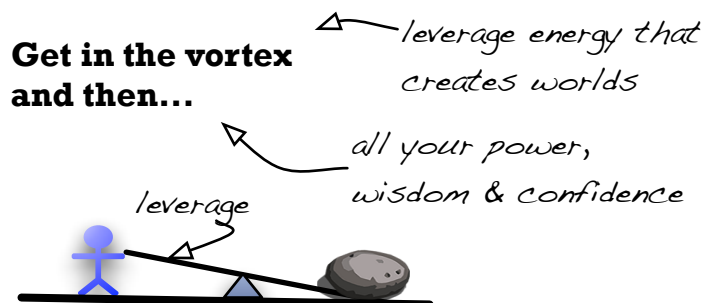 leverage energy that
creates worlds
Get in the vortex
and then...
all your power,
wisdom & confidence
leverage